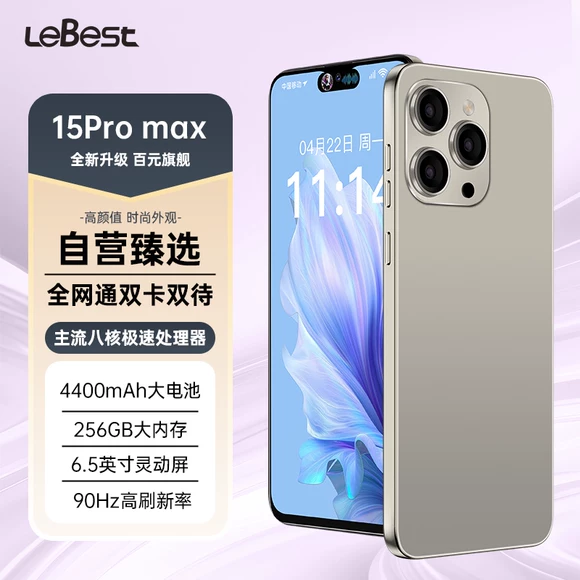 LeBest
15Pro max
全新升级 百元旗舰
-高颜值 时尚外观-
自营臻选
全网通双卡双待
主流八核极速处理器
4400mAh大电池
256GB大内存
6.5英寸灵动屏
90Hz高刷新率
中国移动
04月22日 周一
11:14